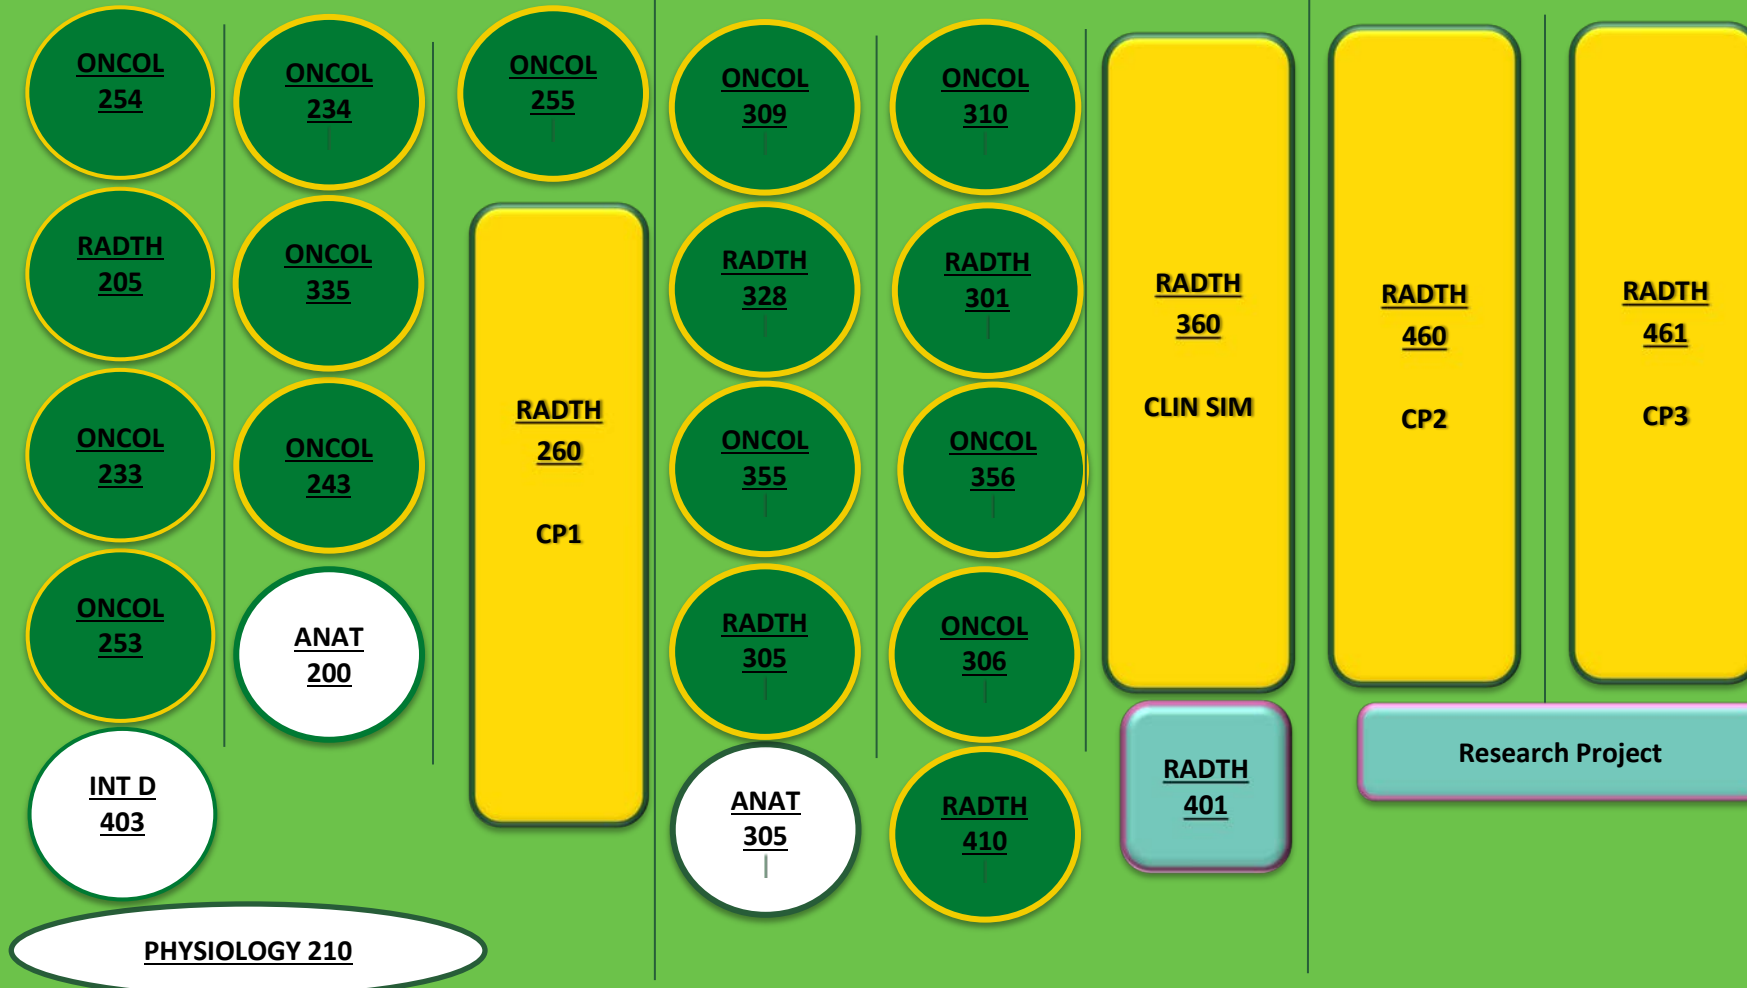 ONCOL
254
RADTH
205
ONCOL
233
ONCOL
253
INT D
403
PHYSIOLOGY 210
ONCOL
234
ONCOL
335
ONCOL
243
ANAT
200
ONCOL
255
RADTH
260
CP1
ONCOL
309
RADTH
328
ONCOL
355
RADTH
305
ANAT
305
ONCOL
310
RADTH
301
ONCOL
356
ONCOL
306
RADTH
410
RADTH
360
CLIN SIM
RADTH
401
RADTH
460
CP2
RADTH
461
CP3
Research Project